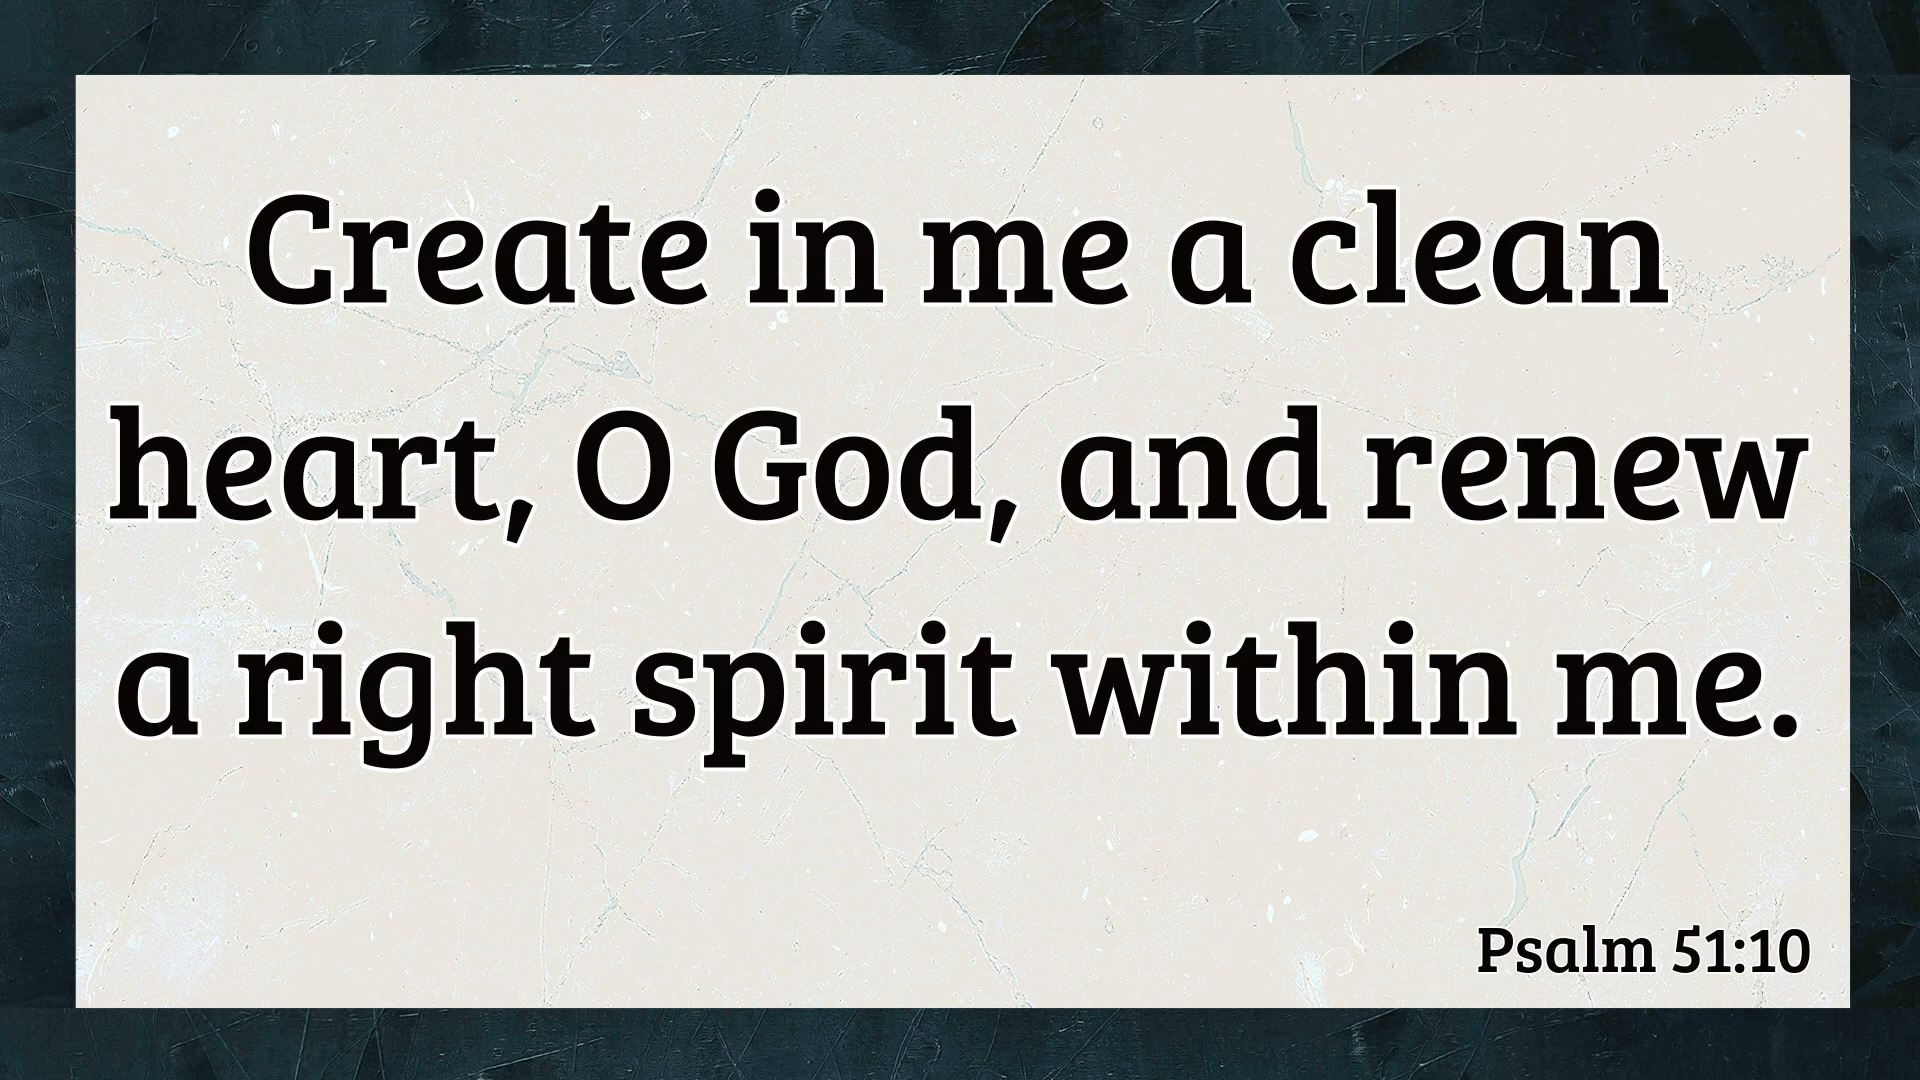 Create in me a clean
heart, O God, and renew
a right spirit within me.
Psalm 51:10